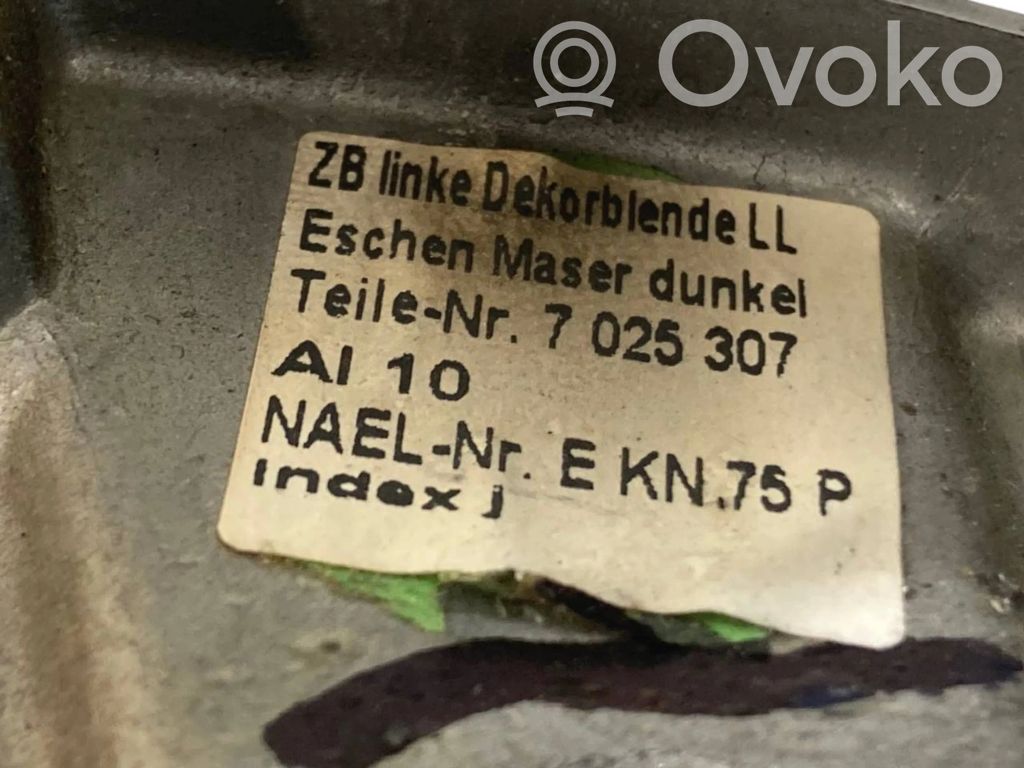 Ovoko
ZB linke Dekorblende LL
Eschen Maser dunkel
Teile-Nr. 7 025 307
AI 10
NAEL-Nr. E KN.75 P
Index j